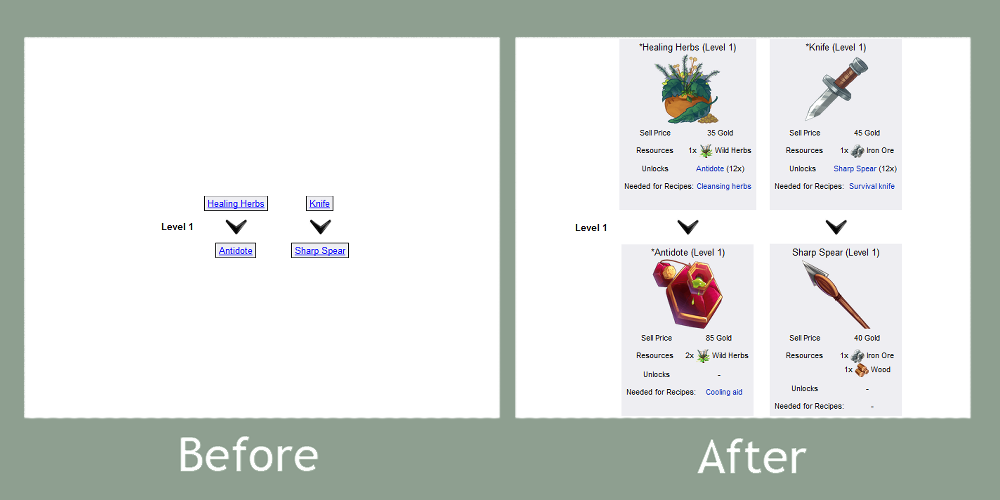 Healing Herbs
Knife
Level 1
Antidote
Sharp Spear
*Healing Herbs (Level 1)
Sell Price 35 Gold
Resources 1x Wild Herbs
Unlocks Antidote (12x)
Needed for Recipes: Cleansing herbs
*Knife (Level 1)
Sell Price 45 Gold
Resources 1x Iron Ore
Unlocks Sharp Spear (12x)
Needed for Recipes: Survival knife
Level 1
*Antidote (Level 1)
Sell Price 85 Gold
Resources 2x Wild Herbs
Unlocks -
Needed for Recipes: Cooling aid
Sharp Spear (Level 1)
Sell Price 40 Gold
Resources 1x Iron Ore
1x Wood
Unlocks -
Needed for Recipes: -
Before
After